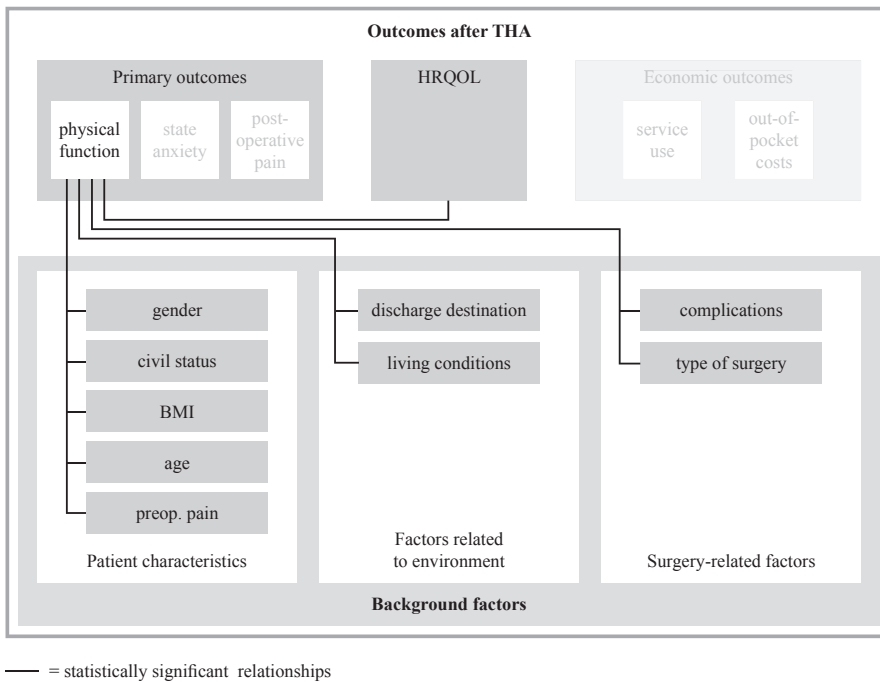 Outcomes after THA
Primary outcomes
HRQOL
Economic outcomes
physical
function
state
anxiety
post-
operative
pain
service
use
out-of-
pocket
costs
gender
civil status
BMI
age
preop. pain
Patient characteristics
discharge destination
living conditions
Factors related
to environment
complications
type of surgery
Surgery-related factors
Background factors
= statistically significant relationships